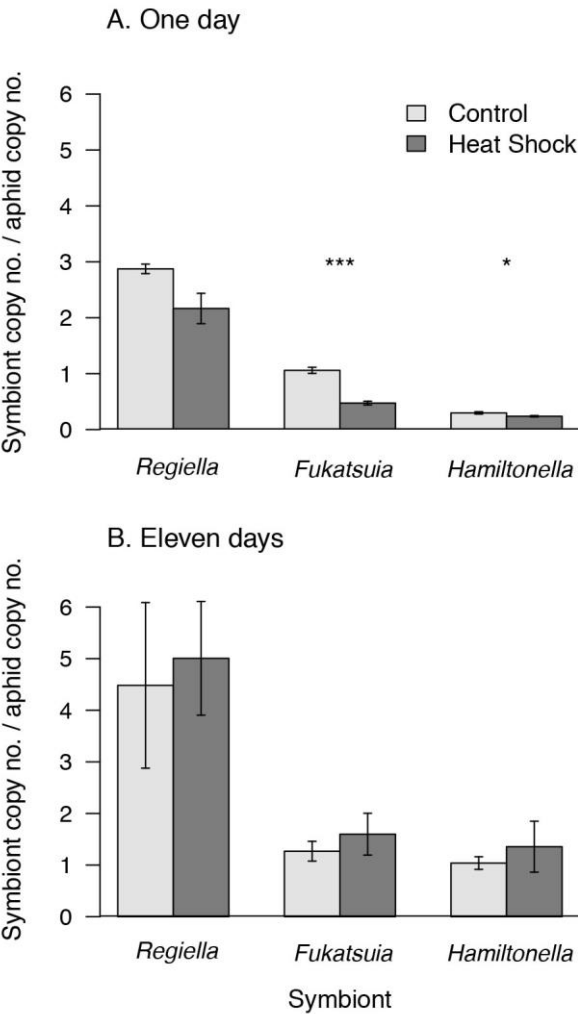 A. One day
Symbiont copy no. / aphid copy no.
6
5
4
3
2
1
0
Control
Heat Shock
***
*
Regiella
Fukatsuia
Hamiltonella
B. Eleven days
Symbiont copy no. / aphid copy no.
6
5
4
3
2
1
0
Regiella
Fukatsuia
Hamiltonella
Symbiont